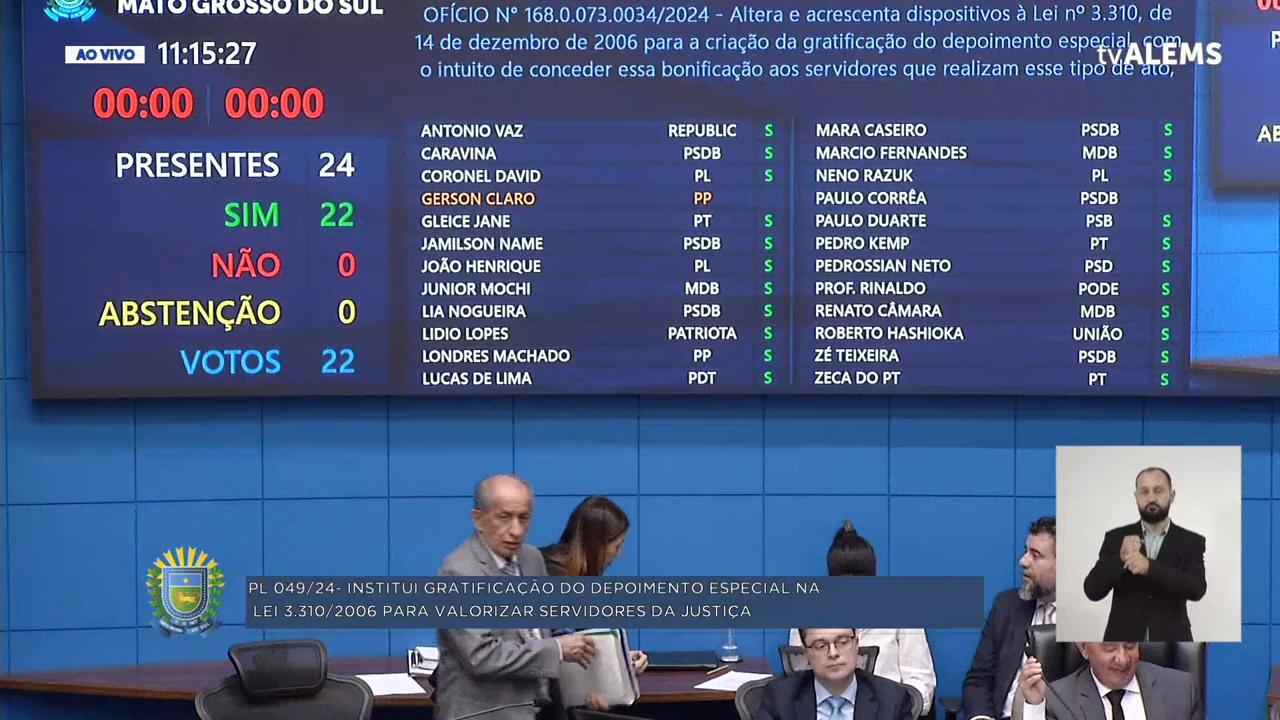 MATO GROSSO DO SUL
AO VIVO 11:15:27
00:00 00:00
PRESENTES 24
SIM 22
NÃO 0
ABSTENÇÃO 0
VOTOS 22
OFÍCIO Nº 168.0.073.0034/2024 - Altera e acrescenta dispositivos à Lei nº 3.310, de
14 de dezembro de 2006 para a criação da gratificação do depoimento especial, com
o intuito de conceder essa bonificação aos servidores que realizam esse tipo de ato,
tvALEMS
ANTONIO VAZ REPUBLIC S
CARAVINA PSDB S
CORONEL DAVID PL S
GERSON CLARO PP
GLEICE JANE PT S
JAMILSON NAME PSDB S
JOÃO HENRIQUE PL S
JUNIOR MOCHI MDB S
LIA NOGUEIRA PSDB S
LIDIO LOPES PATRIOTA S
LONDRES MACHADO PP S
LUCAS DE LIMA PDT S
MARA CASEIRO PSDB S
MARCIO FERNANDES MDB S
NENO RAZUK PL S
PAULO CORRÊA PSDB
PAULO DUARTE PSB S
PEDRO KEMP PT S
PEDROSSIAN NETO PSD S
PROF. RINALDO PODE S
RENATO CÂMARA MDB S
ROBERTO HASHIOKA UNIÃO S
ZÉ TEIXEIRA PSDB S
ZECA DO PT PT S
PL 049/24- INSTITUI GRATIFICAÇÃO DO DEPOIMENTO ESPECIAL NA
LEI 3.310/2006 PARA VALORIZAR SERVIDORES DA JUSTIÇA